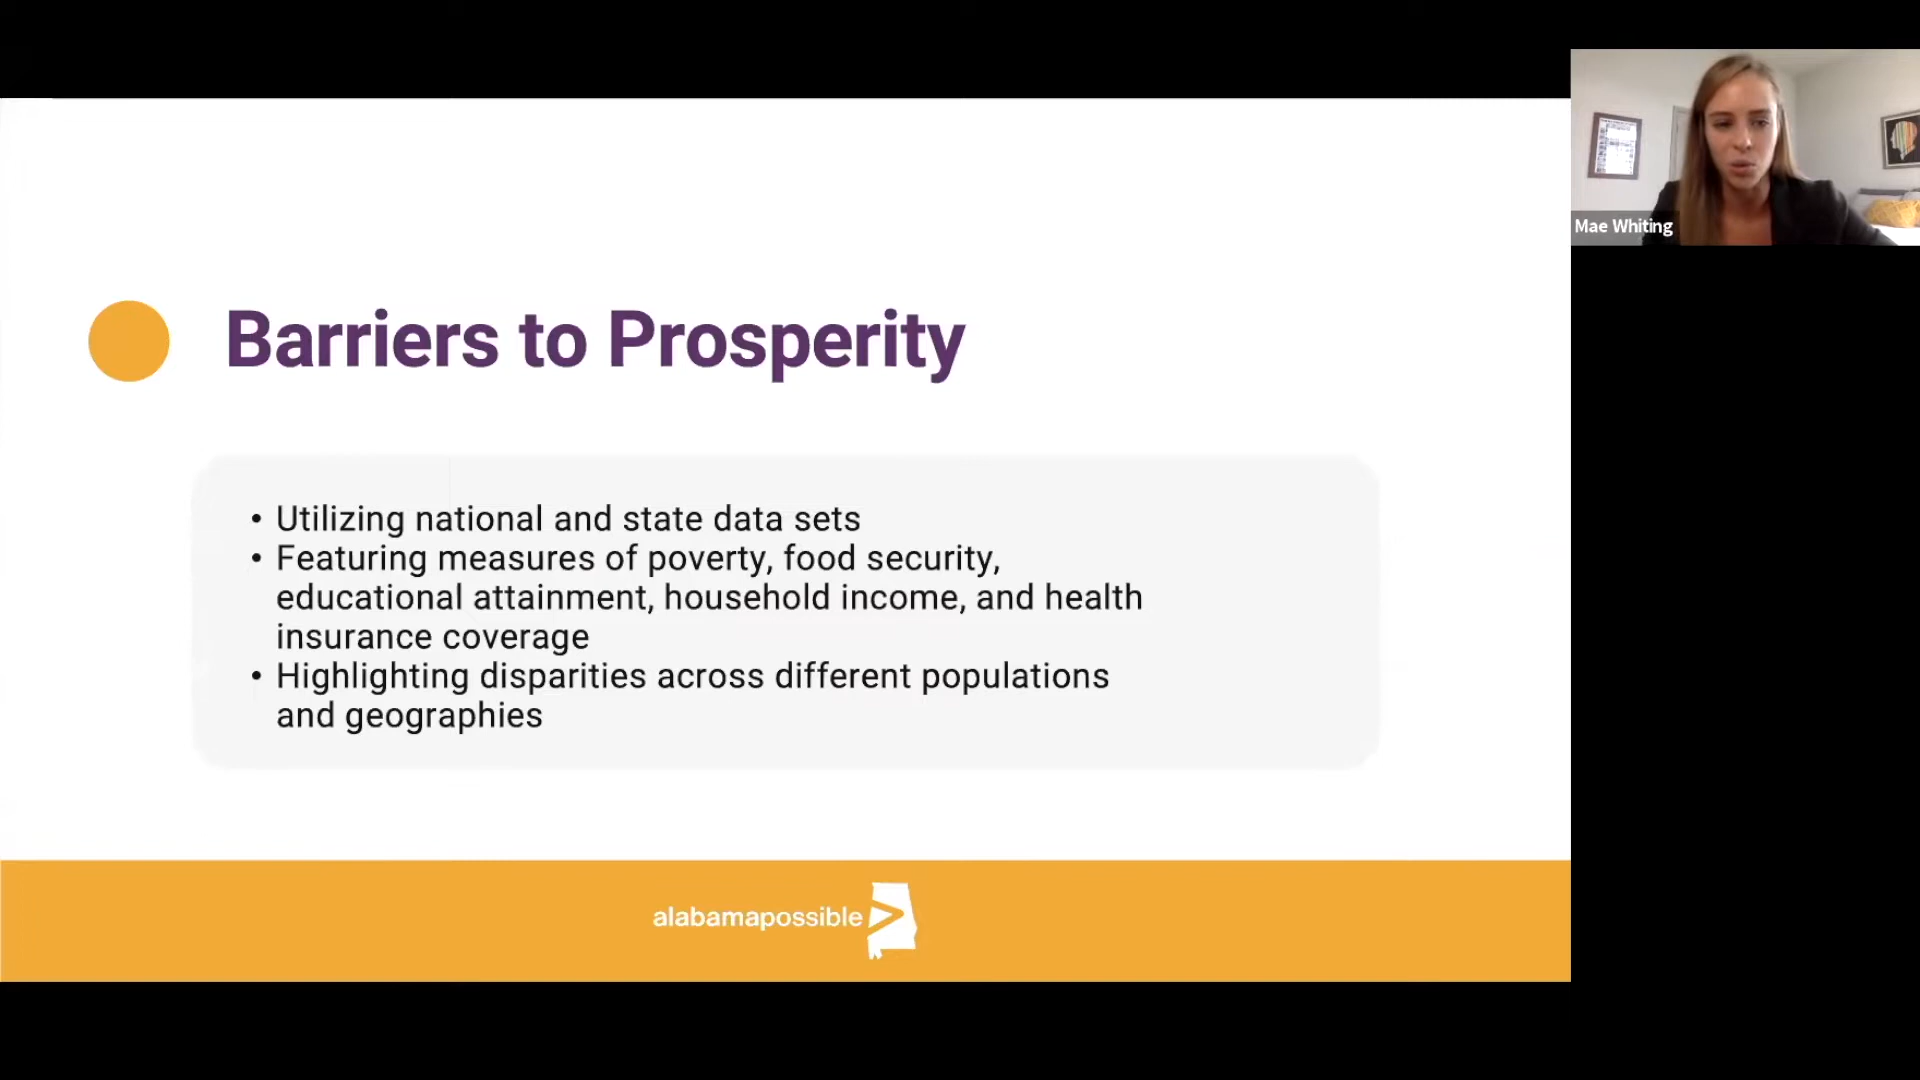 Mae Whiting
Barriers to Prosperity
• Utilizing national and state data sets
• Featuring measures of poverty, food security,
educational attainment, household income, and health
insurance coverage
• Highlighting disparities across different populations
and geographies
alabamapossible